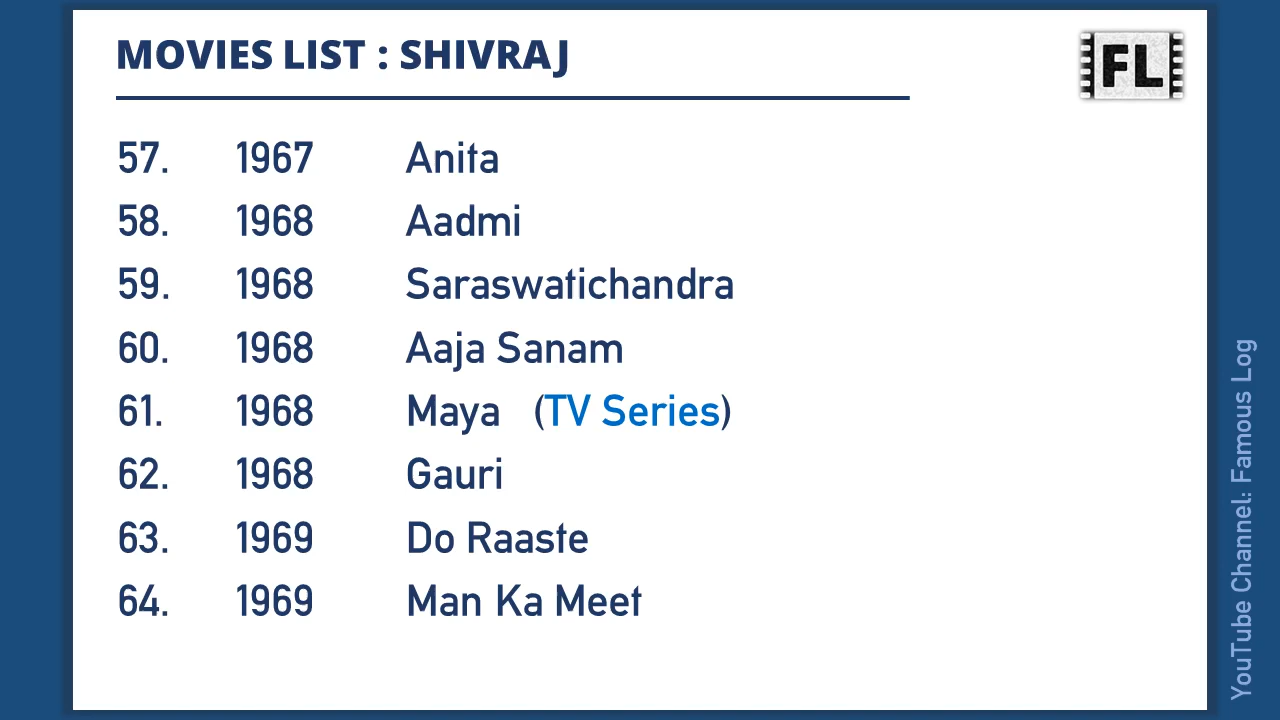 MOVIES LIST : SHIVRAJ
FL
57. 1967 Anita
58. 1968 Aadmi
59. 1968 Saraswatichandra
60. 1968 Aaja Sanam
61. 1968 Maya (TV Series)
62. 1968 Gauri
63. 1969 Do Raaste
64. 1969 Man Ka Meet
YouTube Channel: Famous Log